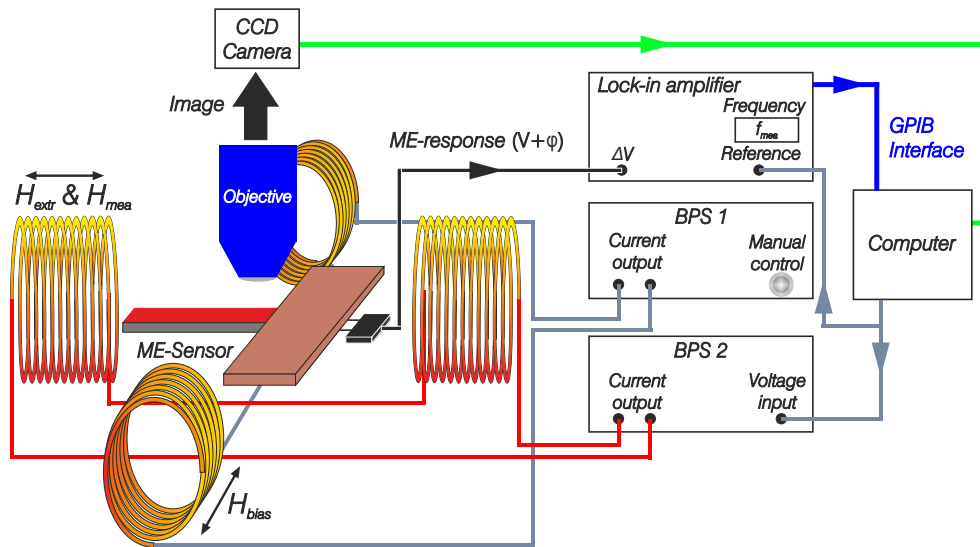 CCD
Camera
Image
ME-response (V+φ)
Lock-in amplifier
Frequency
f_mea
ΔV
Reference
GPIB
Interface
H_extr & H_mea
Objective
BPS 1
Current
output
Manual
control
Computer
ME-Sensor
BPS 2
Current
output
Voltage
input
H_bias